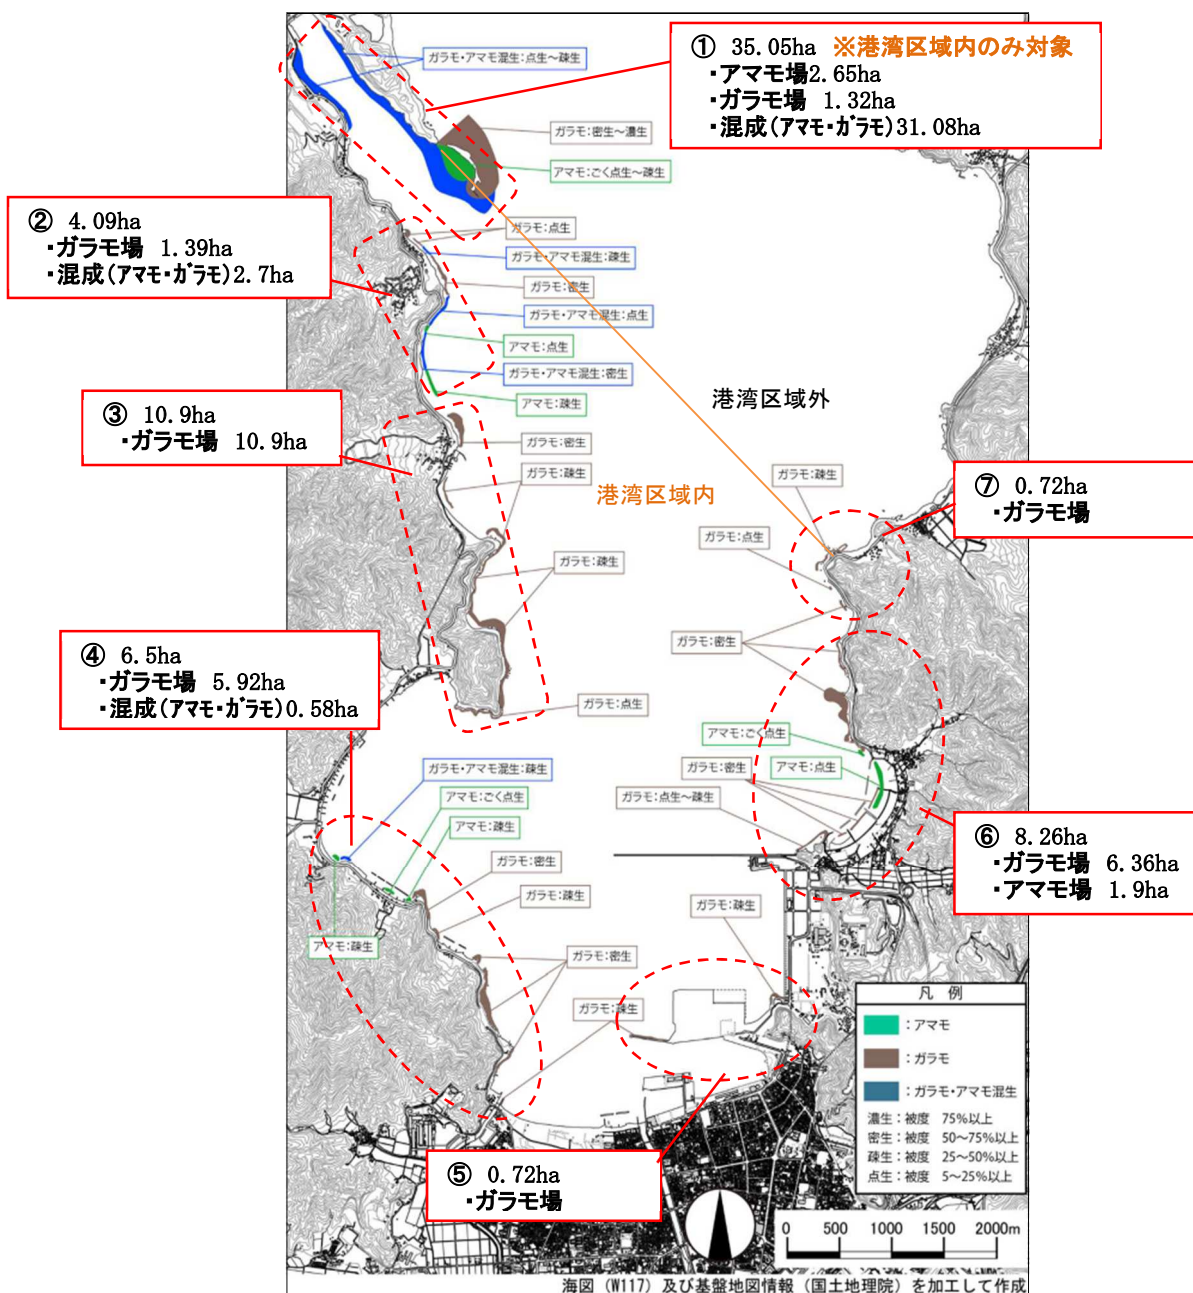 ① 35.05ha ※港湾区域内のみ対象
・アマモ場2.65ha
・ガラモ場 1.32ha
・混成(アマモ・ガラモ)31.08ha
ガラモ・アマモ混生:点生～疎生
ガラモ:密生～濃生
アマモ:ごく点生～疎生
② 4.09ha
・ガラモ場 1.39ha
・混成(アマモ・ガラモ)2.7ha
ガラモ:点生
ガラモ・アマモ混生:疎生
ガラモ:密生
ガラモ・アマモ混生:点生
アマモ:点生
ガラモ・アマモ混生:密生
アマモ:疎生
港湾区域外
③ 10.9ha
・ガラモ場 10.9ha
ガラモ:密生
ガラモ:疎生
港湾区域内
ガラモ:疎生
⑦ 0.72ha
・ガラモ場
ガラモ:点生
ガラモ:疎生
ガラモ:密生
④ 6.5ha
・ガラモ場 5.92ha
・混成(アマモ・ガラモ)0.58ha
ガラモ:点生
アマモ:ごく点生
ガラモ:密生
アマモ:点生
ガラモ:点生～疎生
ガラモ・アマモ混生:疎生
アマモ:ごく点生
アマモ:疎生
⑥ 8.26ha
・ガラモ場 6.36ha
・アマモ場 1.9ha
ガラモ:密生
ガラモ:疎生
ガラモ:疎生
アマモ:疎生
ガラモ:密生
ガラモ:疎生
凡 例
:アマモ
:ガラモ
:ガラモ・アマモ混生
濃生:被度 75%以上
密生:被度 50～75%以上
疎生:被度 25～50%以上
点生:被度 5～25%以上
⑤ 0.72ha
・ガラモ場
0 500 1000 1500 2000m
海図（W117）及び基盤地図情報（国土地理院）を加工して作成